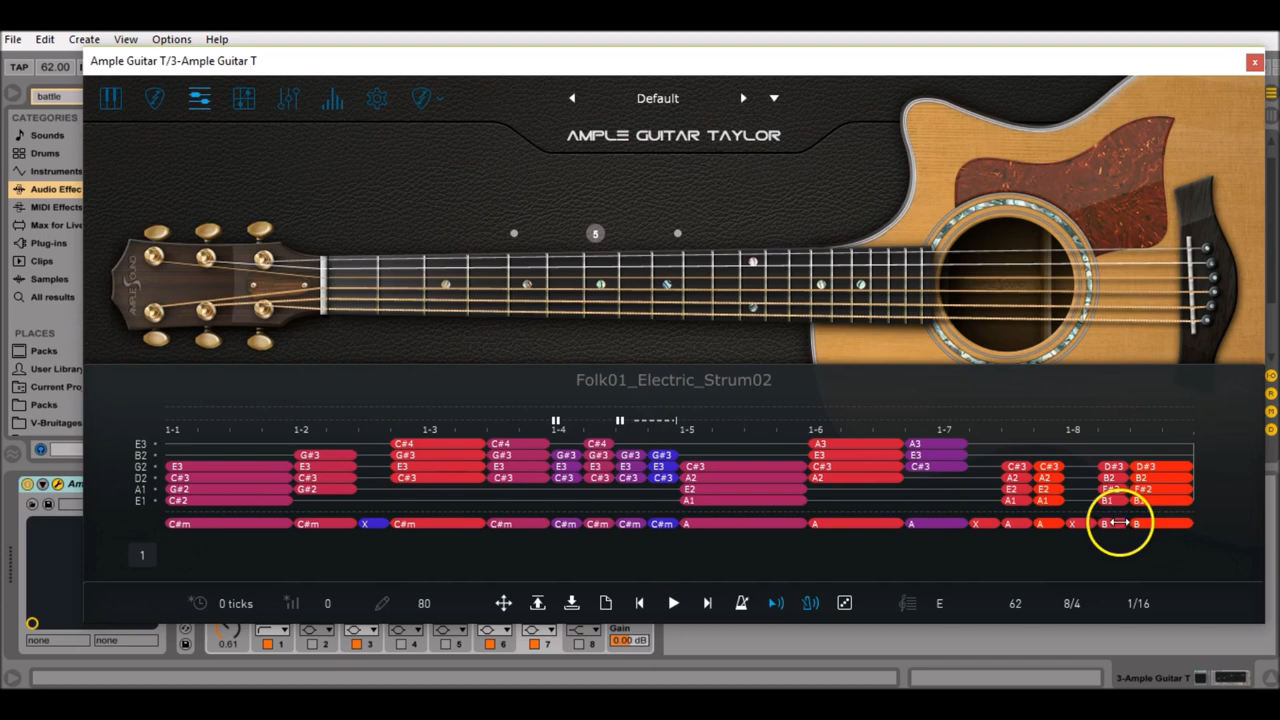 File Edit Create View Options Help
Ample Guitar T/3-Ample Guitar T
x
TAP 62.00
battle
Default
AMPLE GUITAR TAYLOR
CATEGORIES
Sounds
Drums
Instruments
Audio Effec
MIDI Effects
Max for Live
Plug-ins
Clips
Samples
All results
PLACES
Packs
User Library
Current Pro
Packs
V-Bruitages
5
AMPLE SOUND
Folk01_Electric_Strum02
1-1 1-2 1-3 1-4 1-5 1-6 1-7 1-8
E3 C#4 C#4 C#4 A3 A3
B2 G#3 G#3 G#3 G#3 G#3 G#3 G#3 E3 E3
G2 E3 E3 E3 E3 E3 E3 E3 E3 C#3 C#3 C#3 C#3 C#3 D#3 D#3
D2 C#3 C#3 C#3 C#3 C#3 C#3 C#3 C#3 A2 A2 A2 A2 B2 B2
A1 G#2 G#2 E2 E2 E2 F#2 F#2
E1 C#2 A1 A1 A1 B1 B1
C#m C#m X C#m C#m C#m C#m C#m C#m A A A X A A X B B
1
0 ticks 0 80 E 62 8/4 1/16
Am
none none
0.61 1 2 3 4 5 6 7 8
Gain
0.00 dB
3-Ample Guitar T